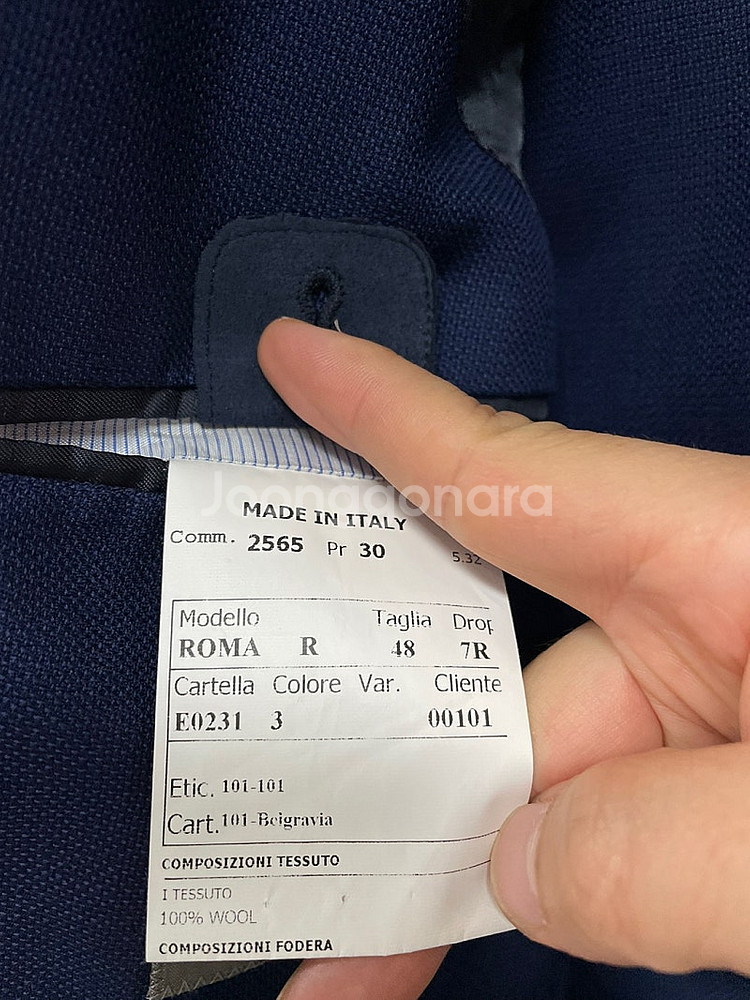 Joonggonara
MADE IN ITALY
Comm. 2565 Pr 30 5.32
Modello Taglia Drop
ROMA R 48 7R
Cartella Colore Var. Cliente
E0231 3 00101
Etic. 101-101
Cart. 101-Beigravia
COMPOSIZIONI TESSUTO
I TESSUTO
100% WOOL
COMPOSIZIONI FODERA